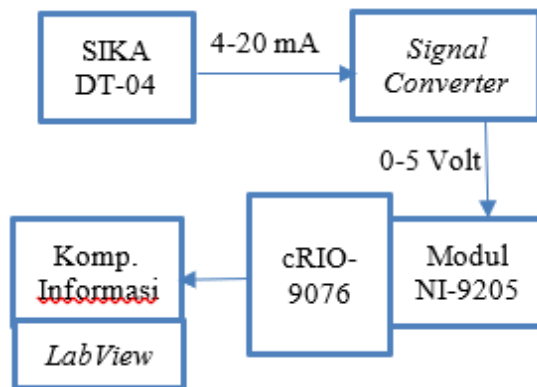 SIKA
DT-04
4-20 mA
Signal
Converter
0-5 Volt
Komp.
Informasi
LabView
cRIO-
9076
Modul
NI-9205